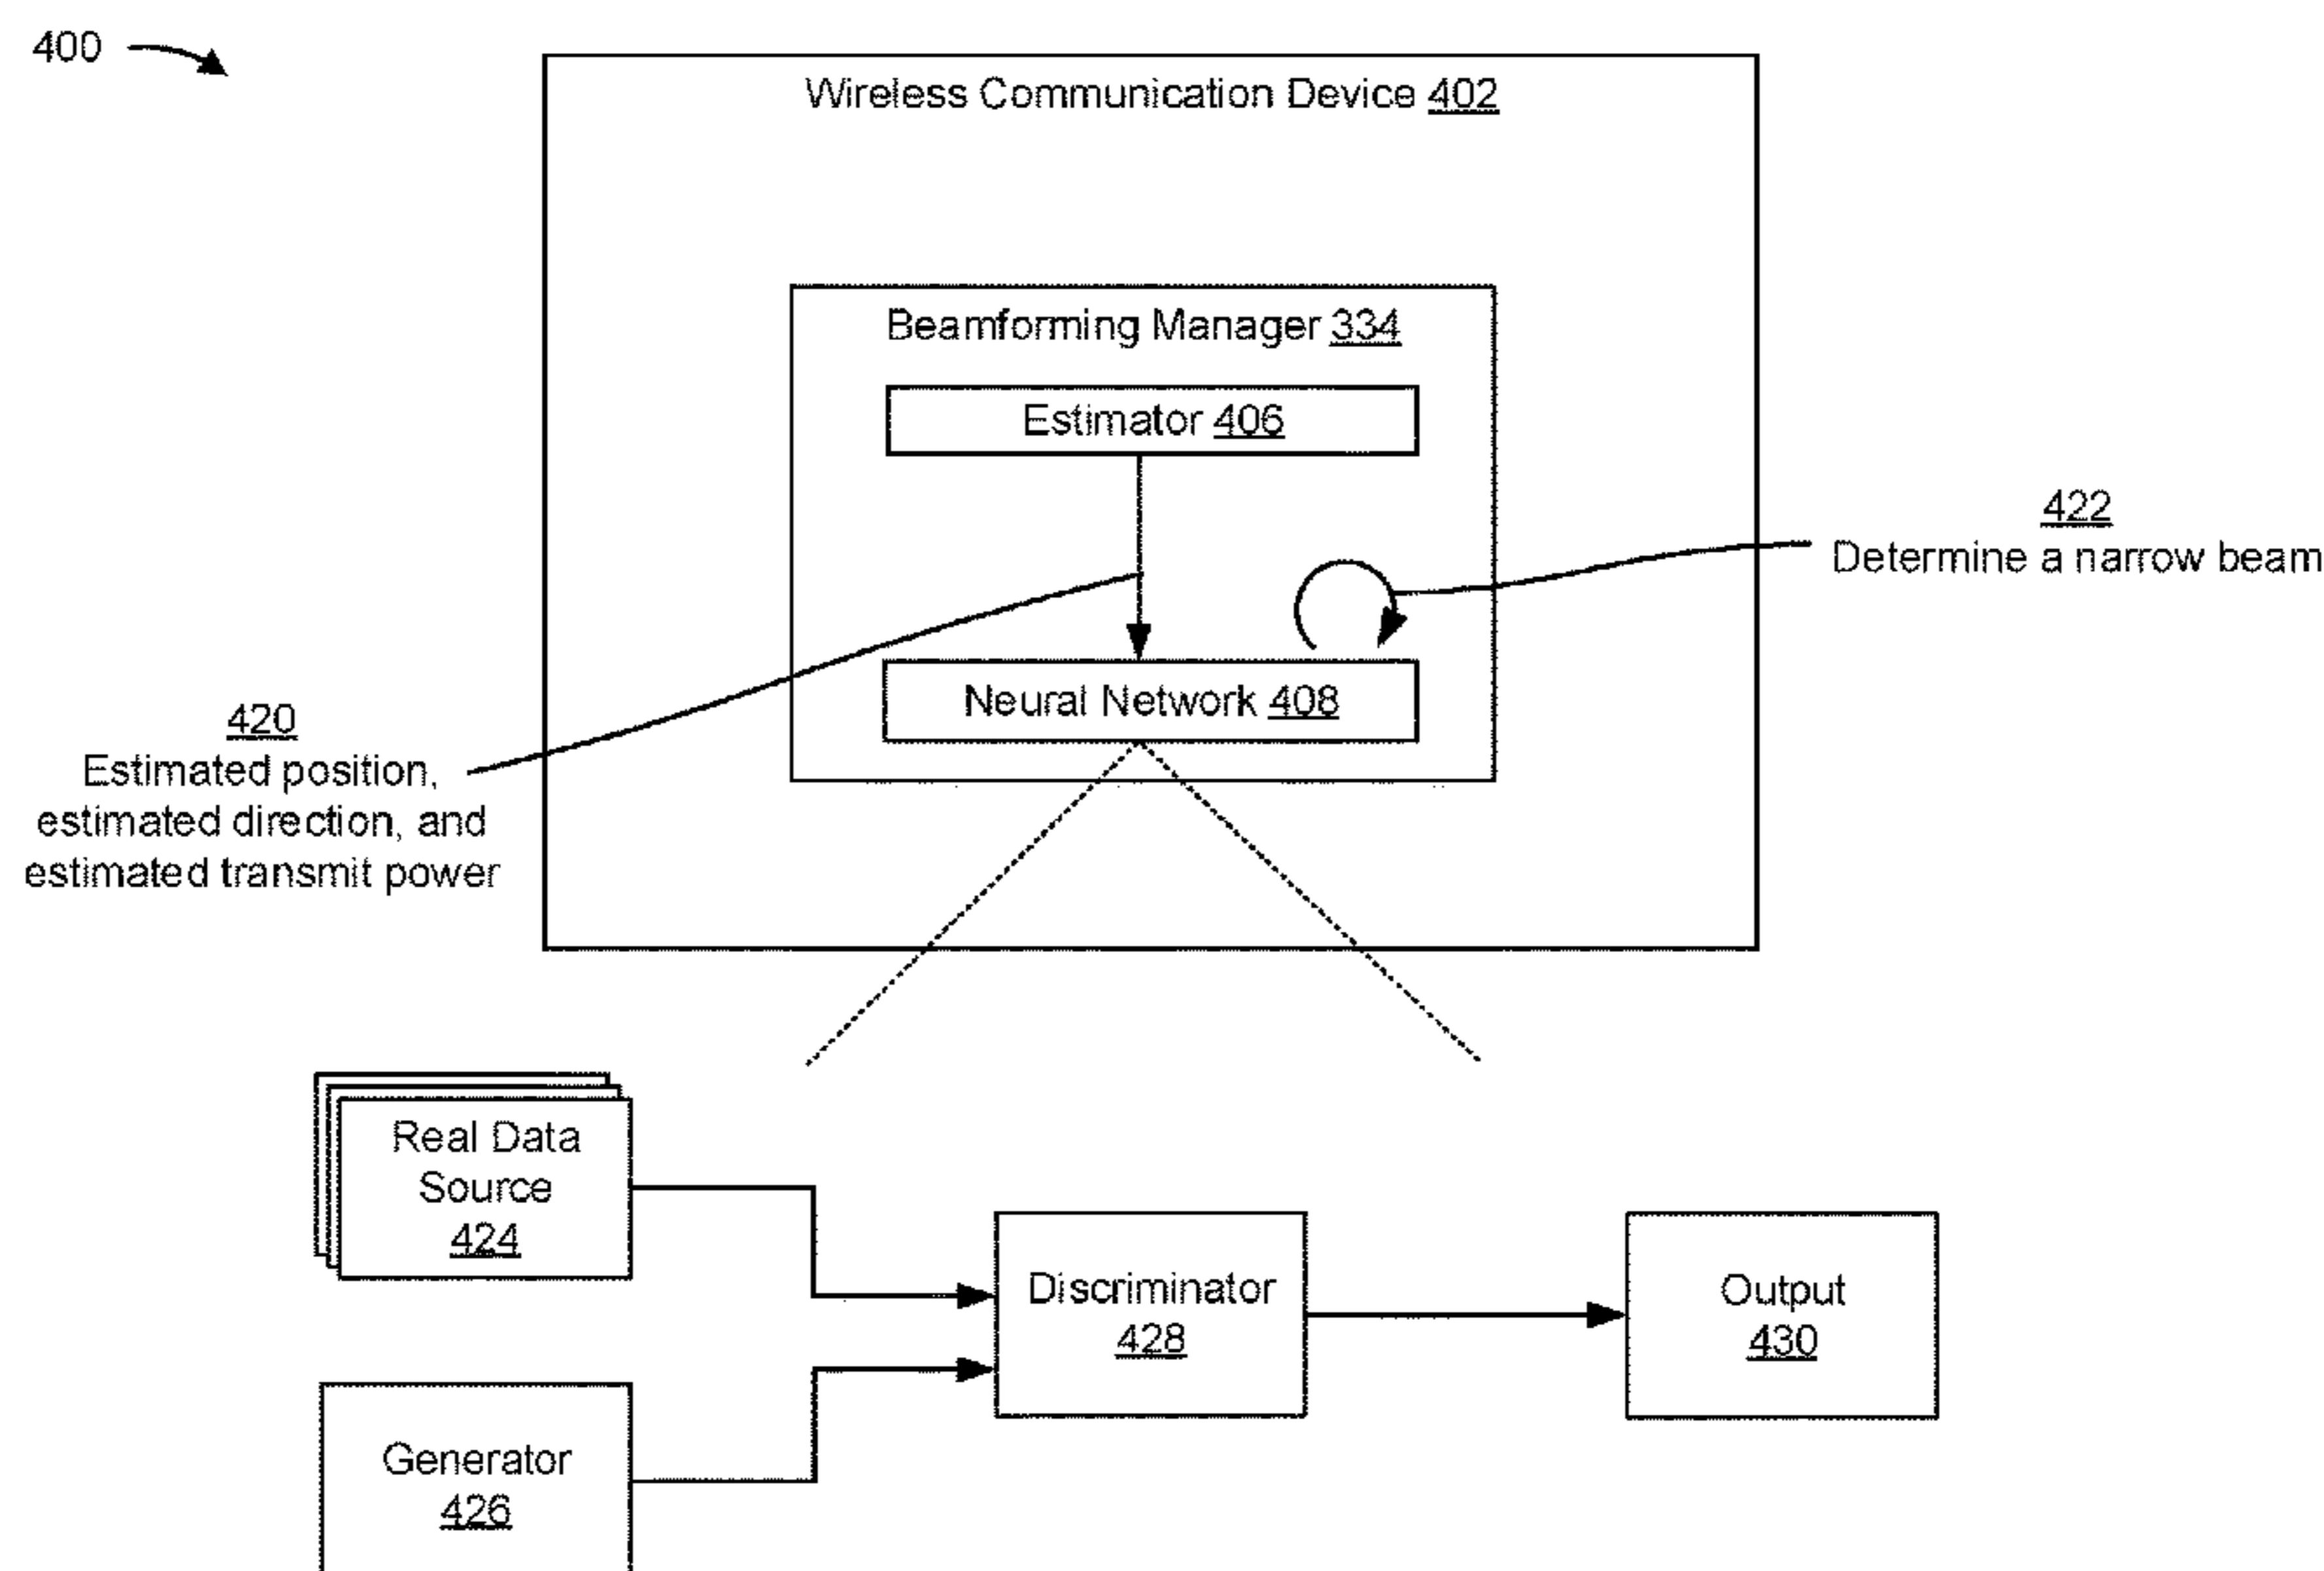 400
Wireless Communication Device 402
Beamforming Manager 334
Estimator 406
422
Determine a narrow beam
Neural Network 408
420
Estimated position,
estimated direction, and
estimated transmit power
Real Data
Source
424
Discriminator
428
Output
430
Generator
426